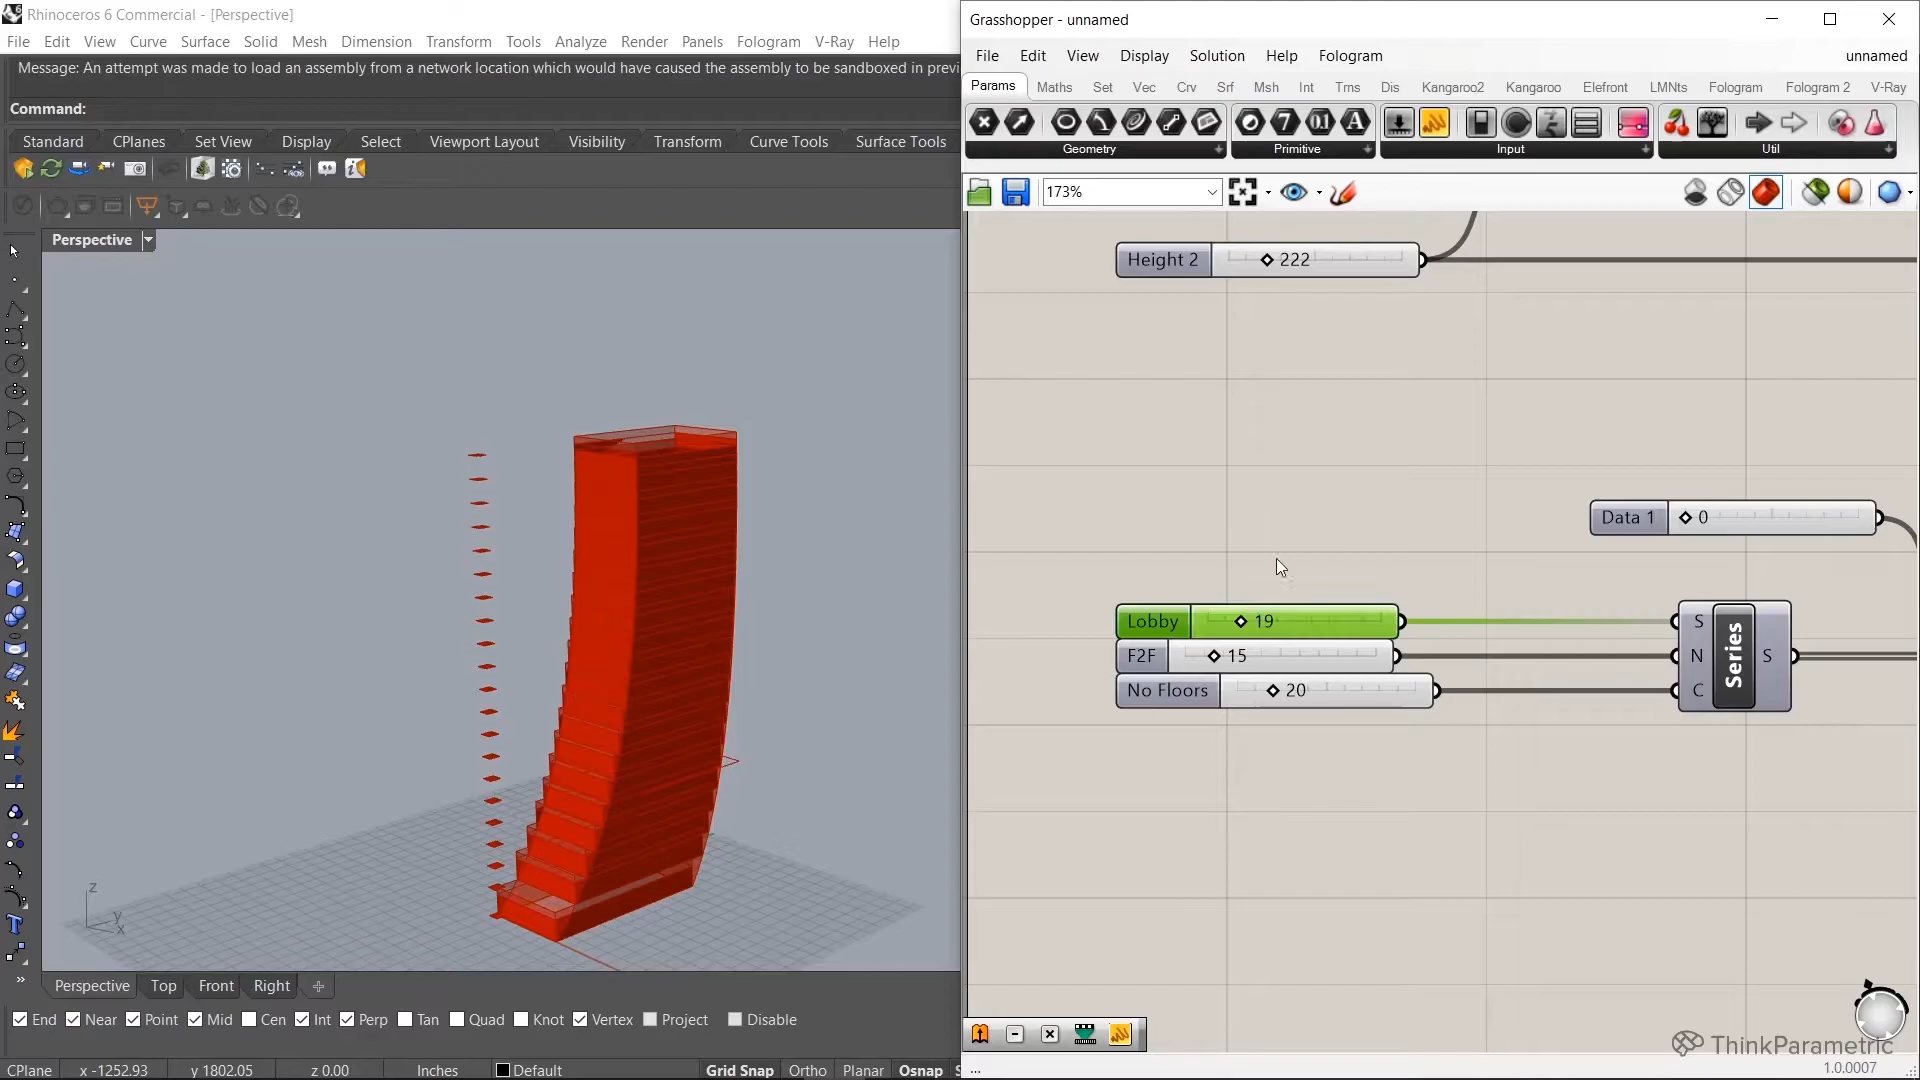 Rhinoceros 6 Commercial - [Perspective]
File Edit View Curve Surface Solid Mesh Dimension Transform Tools Analyze Render Panels Fologram V-Ray Help
Message: An attempt was made to load an assembly from a network location which would have caused the assembly to be sandboxed in previ
Command:
Standard CPlanes Set View Display Select Viewport Layout Visibility Transform Curve Tools Surface Tools
Perspective
z
y
x
Perspective Top Front Right
End Near Point Mid Cen Int Perp Tan Quad Knot Vertex Project Disable
CPlane x -1252.93 y 1802.05 z 0.00 Inches Default Grid Snap Ortho Planar Osnap S
Grasshopper - unnamed
File Edit View Display Solution Help Fologram unnamed
Params Maths Set Vec Crv Srf Msh Int Trns Dis Kangaroo2 Kangaroo Elefront LMNts Fologram Fologram 2 V-Ray
Geometry Primitive Input Util
173%
Height 2 222
Data 1 0
Lobby 19
F2F 15
No Floors 20
S
N
C
Series
S
ThinkParametric
1.0.0007
...